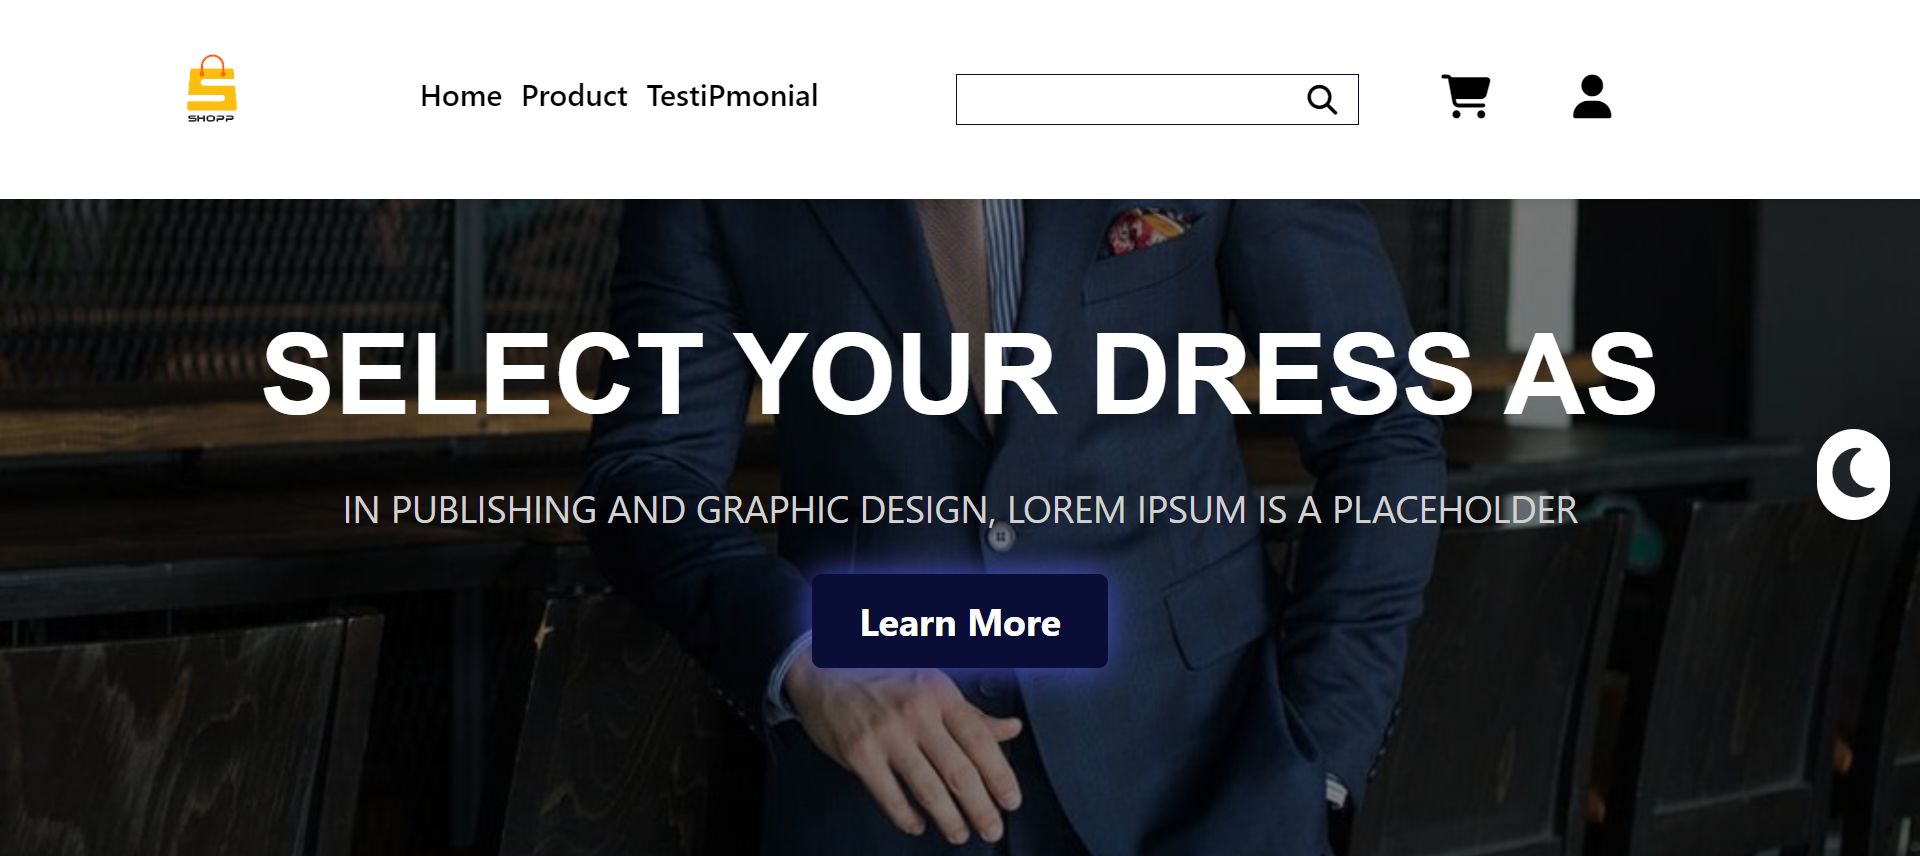 SHOPP
Home Product TestiPmonial
SELECT YOUR DRESS AS
IN PUBLISHING AND GRAPHIC DESIGN, LOREM IPSUM IS A PLACEHOLDER
Learn More